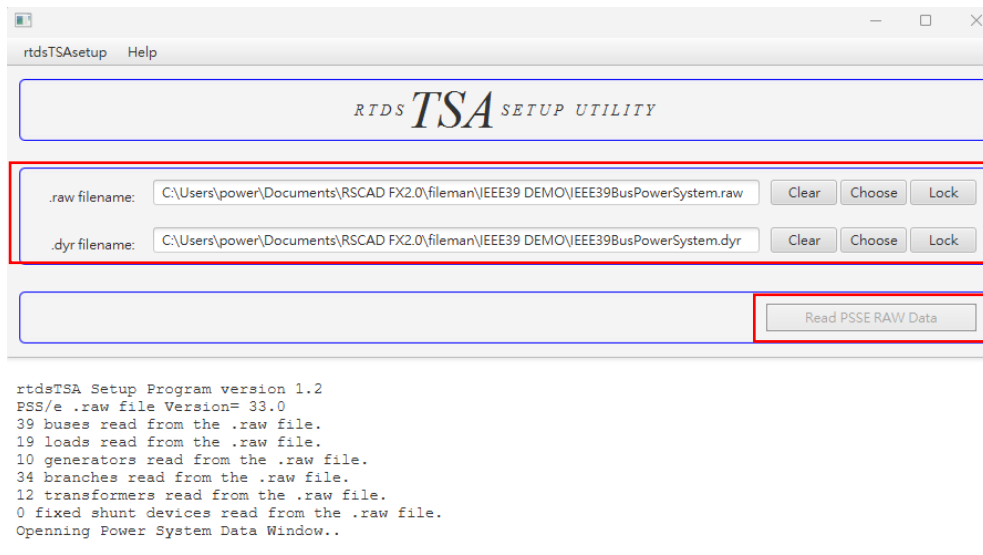 rtdsTSAsetup Help
RTDS TSA SETUP UTILITY
.raw filename: C:\Users\power\Documents\RSCAD FX2.0\fileman\IEEE39 DEMO\IEEE39BusPowerSystem.raw Clear Choose Lock
.dyr filename: C:\Users\power\Documents\RSCAD FX2.0\fileman\IEEE39 DEMO\IEEE39BusPowerSystem.dyr Clear Choose Lock
Read PSSE RAW Data
rtdsTSA Setup Program version 1.2
PSS/e .raw file Version= 33.0
39 buses read from the .raw file.
19 loads read from the .raw file.
10 generators read from the .raw file.
34 branches read from the .raw file.
12 transformers read from the .raw file.
0 fixed shunt devices read from the .raw file.
Openning Power System Data Window..